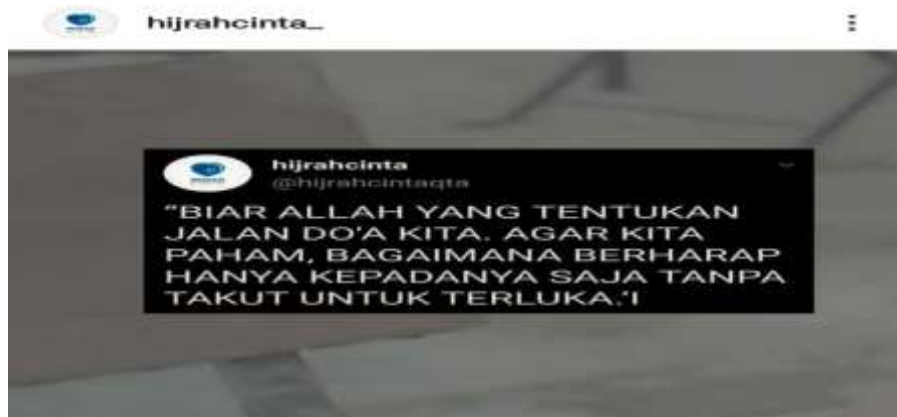 hijrahcinta_
hijrahcinta
@hijrahcintaqta
"BIAR ALLAH YANG TENTUKAN
JALAN DO'A KITA. AGAR KITA
PAHAM, BAGAIMANA BERHARAP
HANYA KEPADANYA SAJA TANPA
TAKUT UNTUK TERLUKA.'I